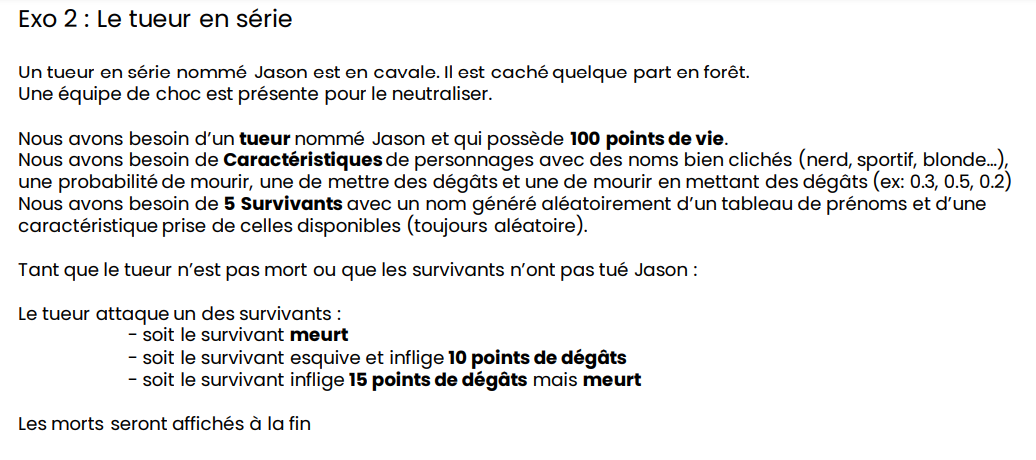 Exo 2 : Le tueur en série
Un tueur en série nommé Jason est en cavale. Il est caché quelque part en forêt.
Une équipe de choc est présente pour le neutraliser.
Nous avons besoin d'un tueur nommé Jason et qui possède 100 points de vie.
Nous avons besoin de Caractéristiques de personnages avec des noms bien clichés (nerd, sportif, blonde...),
une probabilité de mourir, une de mettre des dégâts et une de mourir en mettant des dégâts (ex: 0.3, 0.5, 0.2)
Nous avons besoin de 5 Survivants avec un nom généré aléatoirement d'un tableau de prénoms et d'une
caractéristique prise de celles disponibles (toujours aléatoire).
Tant que le tueur n'est pas mort ou que les survivants n'ont pas tué Jason :
Le tueur attaque un des survivants :
- soit le survivant meurt
- soit le survivant esquive et inflige 10 points de dégâts
- soit le survivant inflige 15 points de dégâts mais meurt
Les morts seront affichés à la fin